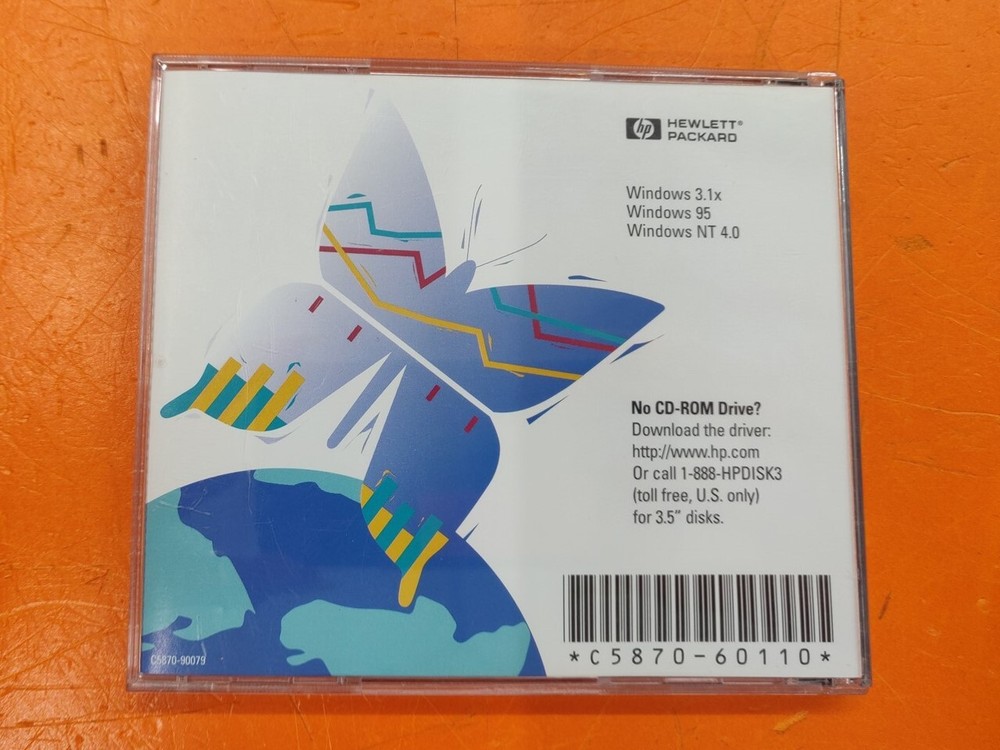 hp HEWLETT®
PACKARD
Windows 3.1x
Windows 95
Windows NT 4.0
No CD-ROM Drive?
Download the driver:
http://www.hp.com
Or call 1-888-HPDISK3
(toll free, U.S. only)
for 3.5" disks.
*C5870-60110*
C5870-90079